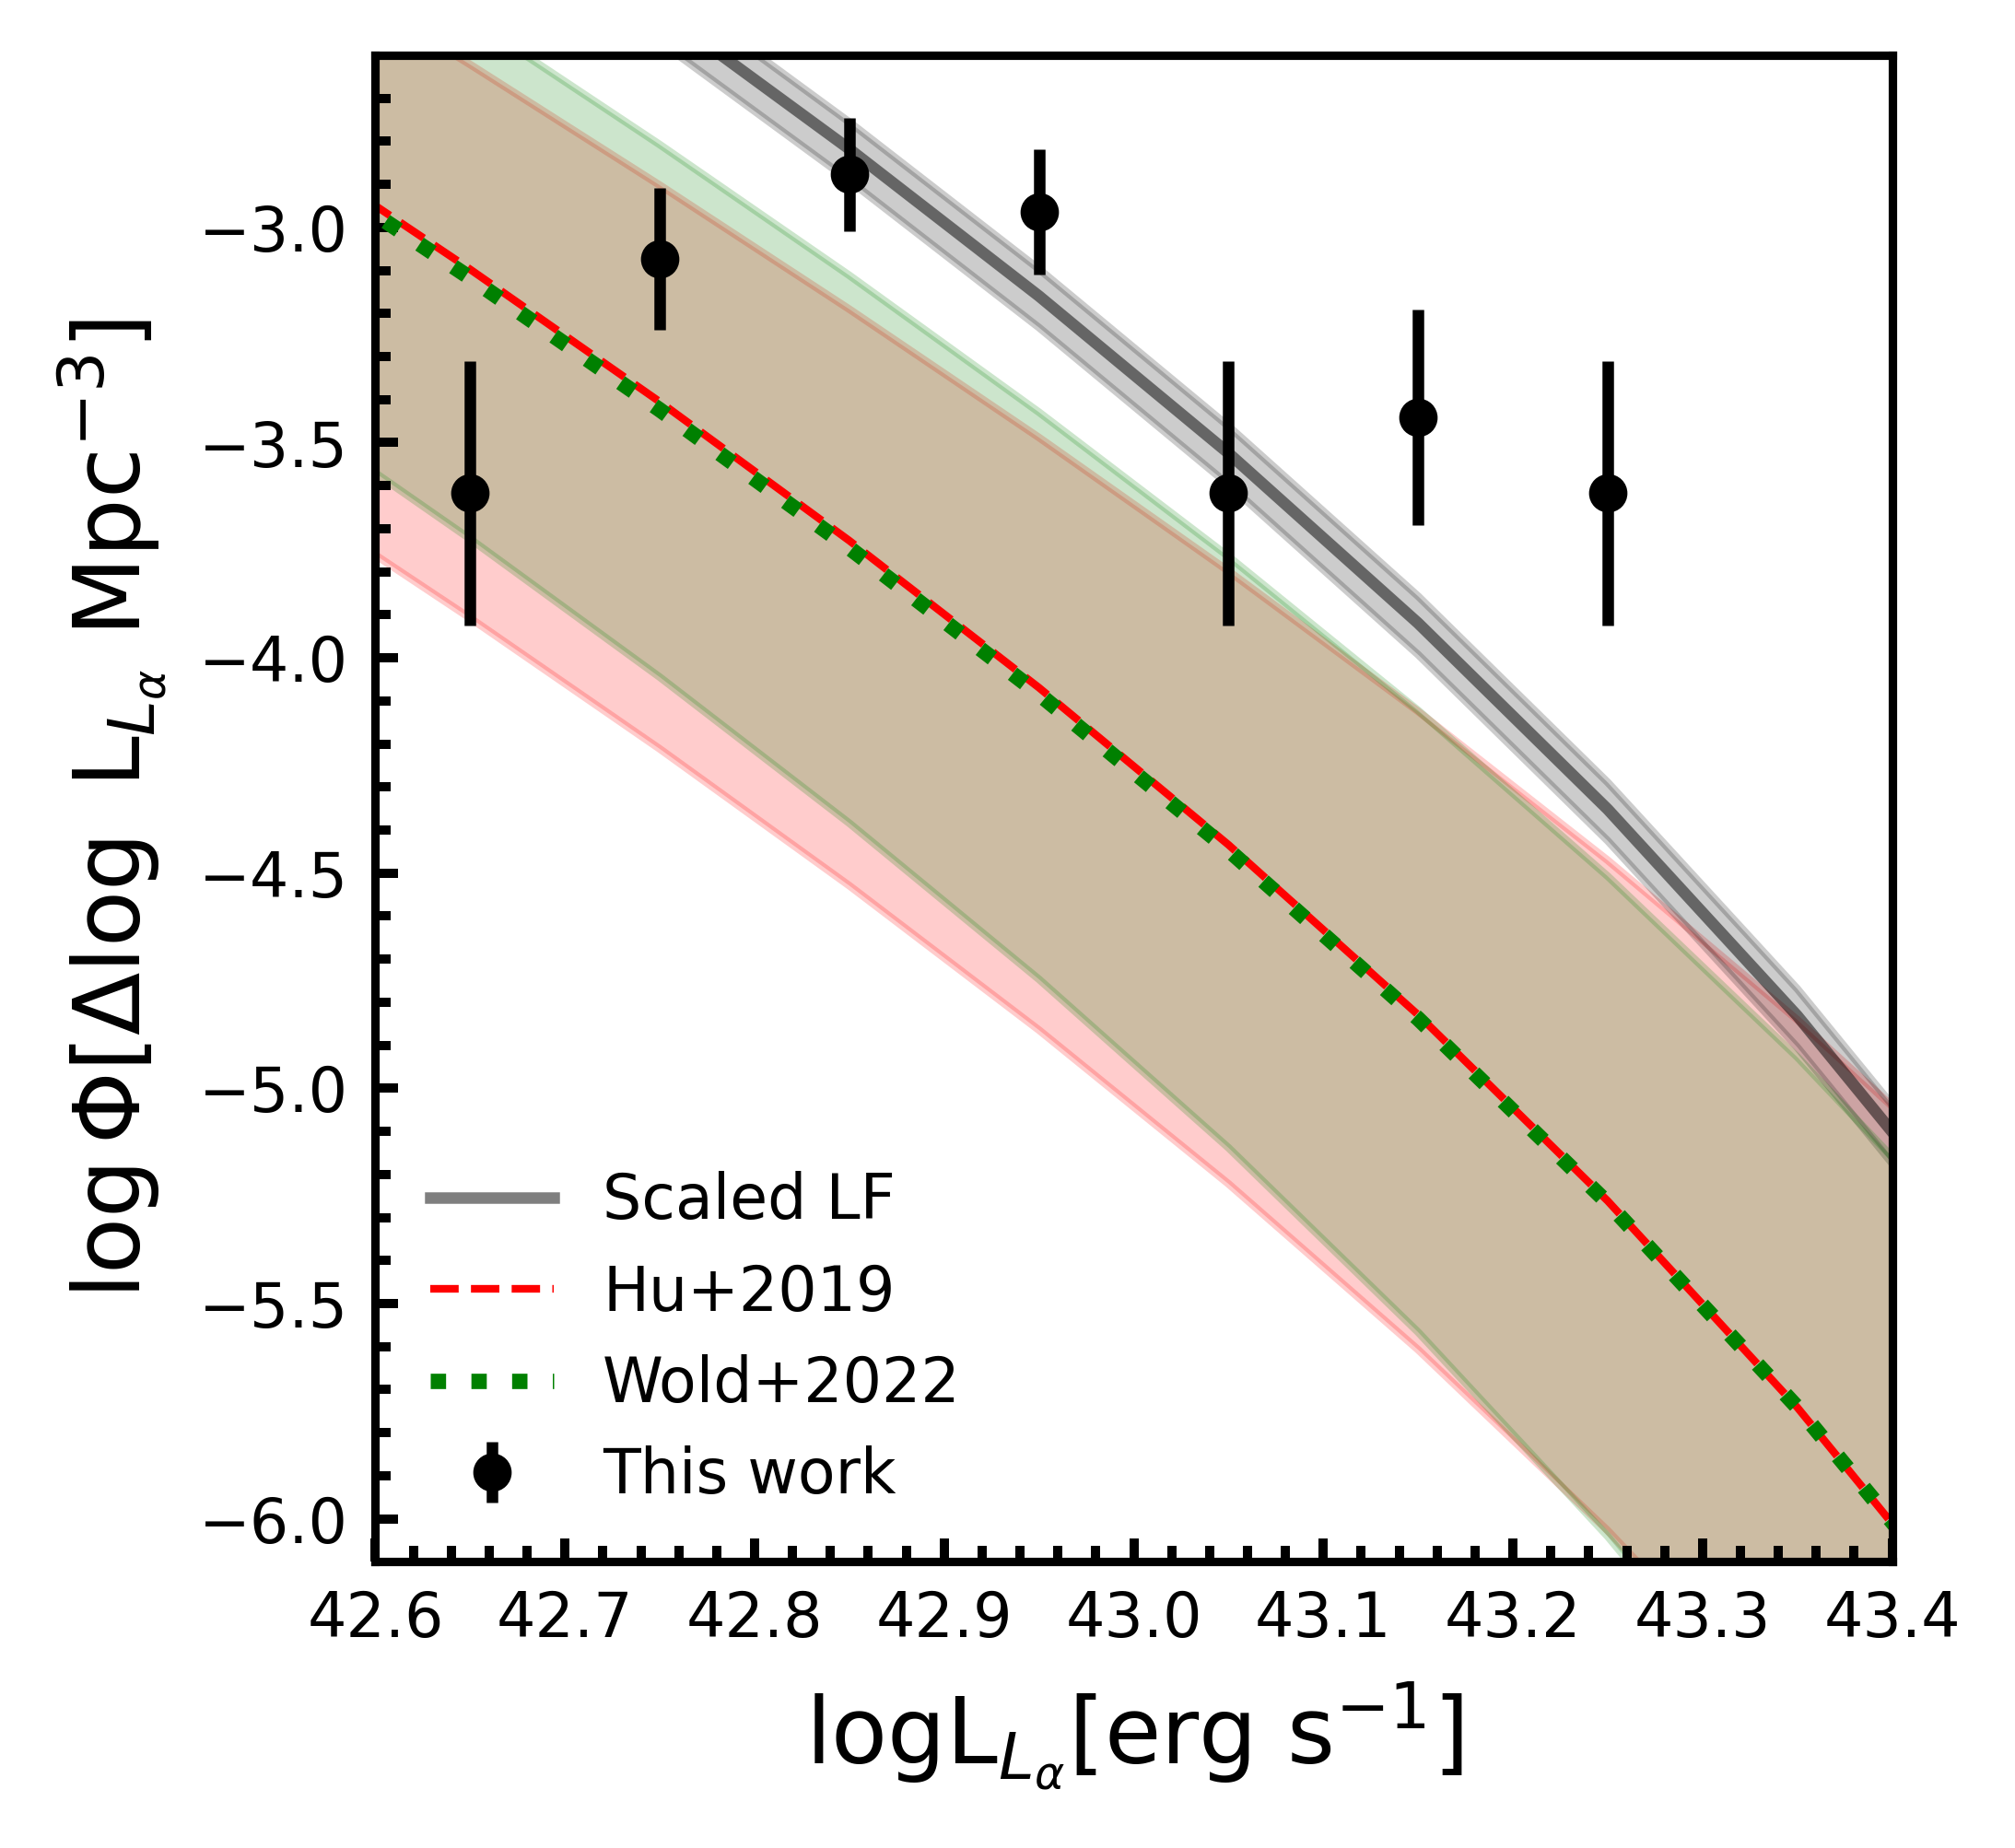 log Φ[Δlog L_{L_α} Mpc^{−3}]
−3.0
−3.5
−4.0
−4.5
−5.0
−5.5
−6.0
Scaled LF
Hu+2019
Wold+2022
This work
42.6 42.7 42.8 42.9 43.0 43.1 43.2 43.3 43.4
logL_{L_α}[erg s^{−1}]